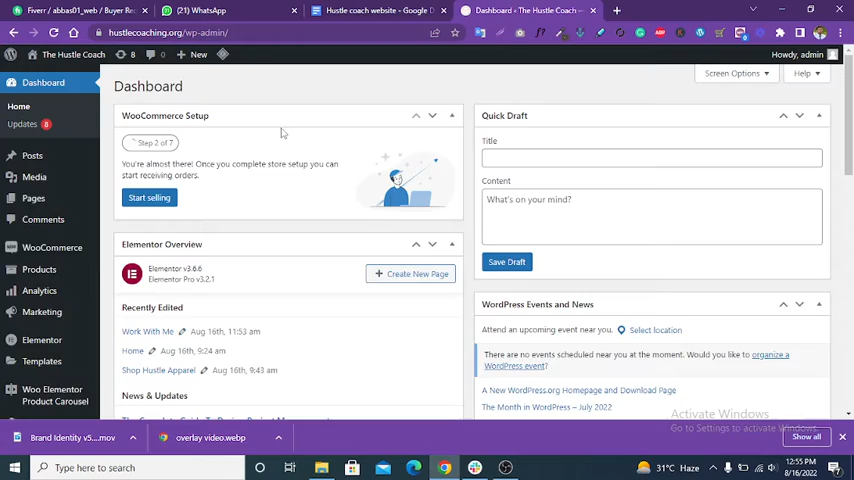 Fiverr / abbas01_web / Buyer Rec
(21) WhatsApp
Hustle coach website - Google D
Dashboard ‹ The Hustle Coach
hustlecoaching.org/wp-admin/
The Hustle Coach
8
0
+ New
Howdy, admin
Dashboard
Home
Updates 8
Posts
Media
Pages
Comments
WooCommerce
Products
Analytics
Marketing
Elementor
Templates
Woo Elementor
Product Carousel
Dashboard
Screen Options
Help
WooCommerce Setup
Step 2 of 7
You're almost there! Once you complete store setup you can
start receiving orders.
Start selling
Elementor Overview
Elementor v3.6.6
Elementor Pro v3.2.1
+ Create New Page
Recently Edited
Work With Me Aug 16th, 11:53 am
Home Aug 16th, 9:24 am
Shop Hustle Apparel Aug 16th, 9:43 am
News & Updates
Quick Draft
Title
Content
What's on your mind?
Save Draft
WordPress Events and News
Attend an upcoming event near you. Select location
There are no events scheduled near you at the moment. Would you like to organize a
WordPress event?
A New WordPress.org Homepage and Download Page
The Month in WordPress – July 2022
Activate Windows
Go to Settings to activate Windows.
Brand Identity v5....mov
overlay video.webp
Show all
Type here to search
31°C Haze
12:55 PM
8/16/2022